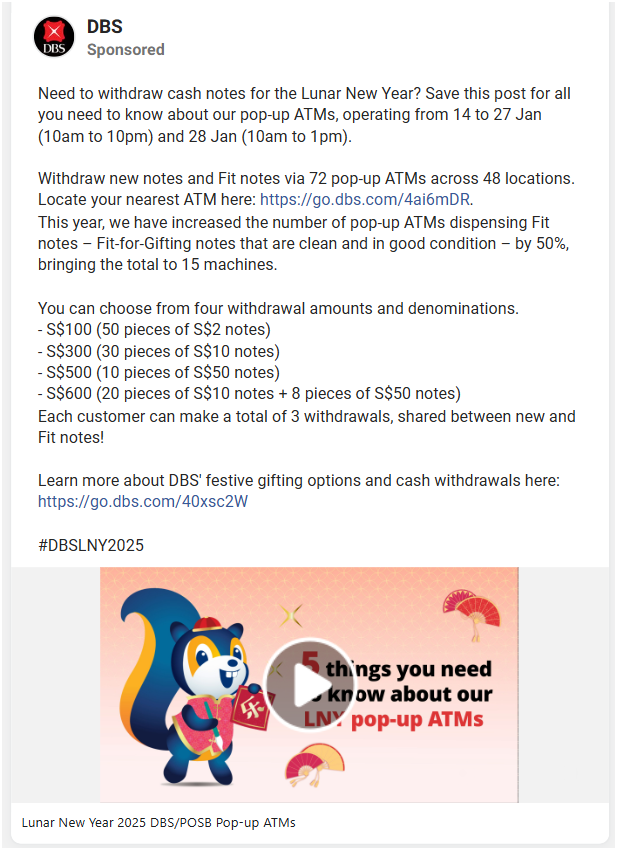 DBS
DBS
Sponsored
Need to withdraw cash notes for the Lunar New Year? Save this post for all
you need to know about our pop-up ATMs, operating from 14 to 27 Jan
(10am to 10pm) and 28 Jan (10am to 1pm).
Withdraw new notes and Fit notes via 72 pop-up ATMs across 48 locations.
Locate your nearest ATM here: https://go.dbs.com/4ai6mDR.
This year, we have increased the number of pop-up ATMs dispensing Fit
notes – Fit-for-Gifting notes that are clean and in good condition – by 50%,
bringing the total to 15 machines.
You can choose from four withdrawal amounts and denominations.
- S$100 (50 pieces of S$2 notes)
- S$300 (30 pieces of S$10 notes)
- S$500 (10 pieces of S$50 notes)
- S$600 (20 pieces of S$10 notes + 8 pieces of S$50 notes)
Each customer can make a total of 3 withdrawals, shared between new and
Fit notes!
Learn more about DBS' festive gifting options and cash withdrawals here:
https://go.dbs.com/40xsc2W
#DBSLNY2025
5 things you need
to know about our
LNY pop-up ATMs
Lunar New Year 2025 DBS/POSB Pop-up ATMs